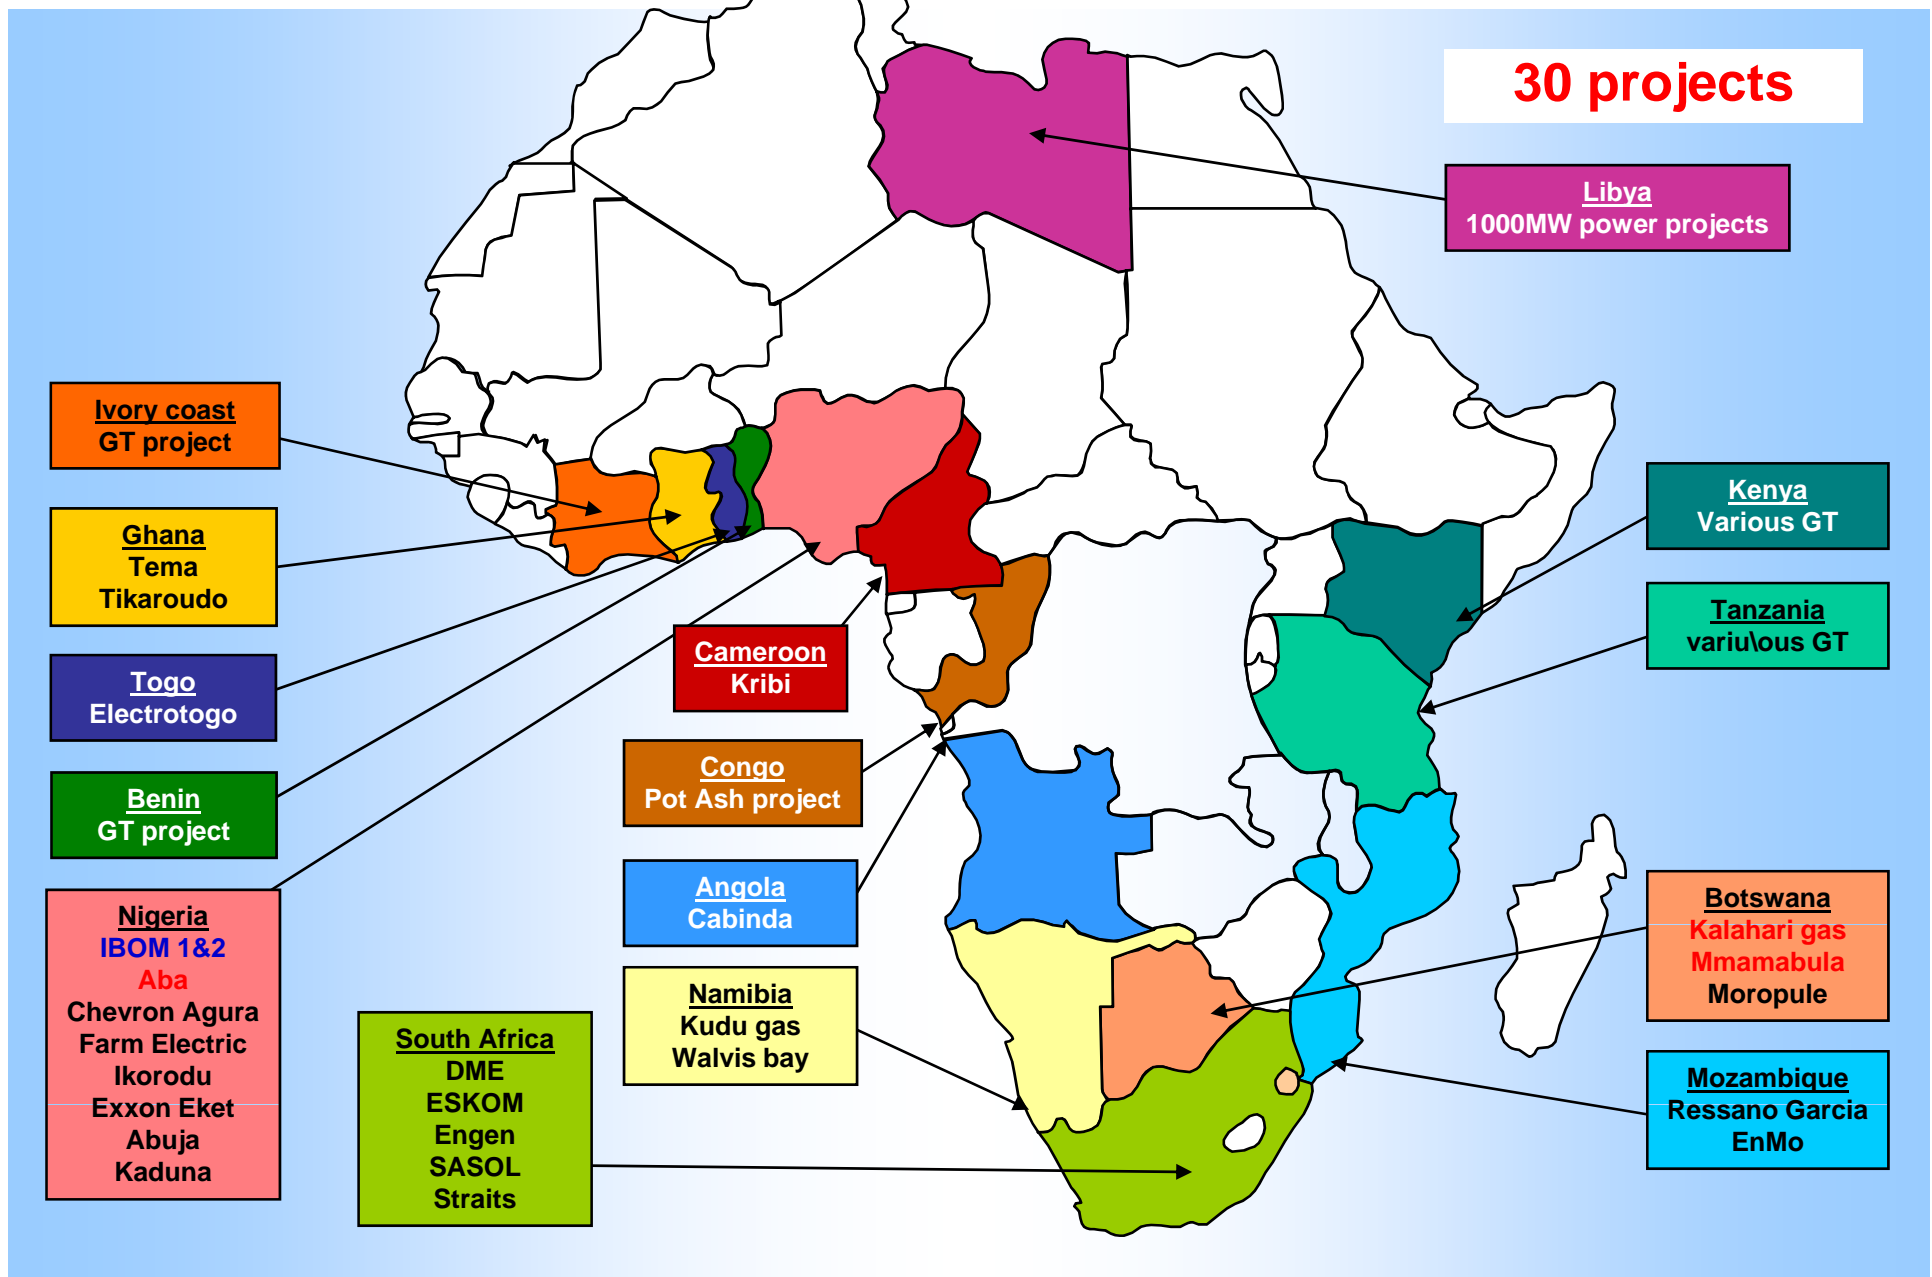 30 projects
Libya
1000MW power projects
Ivory coast
GT project
Ghana
Tema
Tikaroudo
Togo
Electrotogo
Benin
GT project
Nigeria
IBOM 1&2
Aba
Chevron Agura
Farm Electric
Ikorodu
Exxon Eket
Abuja
Kaduna
South Africa
DME
ESKOM
Engen
SASOL
Straits
Cameroon
Kribi
Congo
Pot Ash project
Angola
Cabinda
Namibia
Kudu gas
Walvis bay
Kenya
Various GT
Tanzania
variu\ous GT
Botswana
Kalahari gas
Mmamabula
Moropule
Mozambique
Ressano Garcia
EnMo